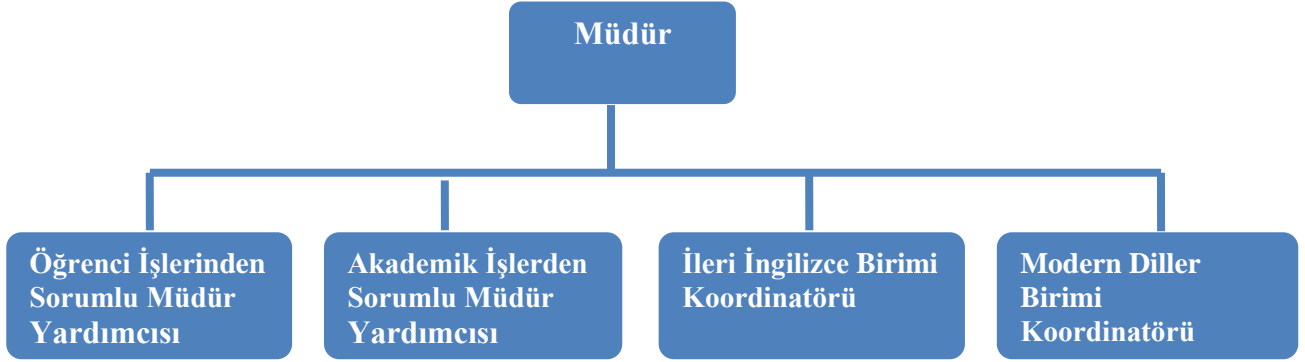 Müdür
Öğrenci İşlerinden
Sorumlu Müdür
Yardımcısı
Akademik İşlerden
Sorumlu Müdür
Yardımcısı
İleri İngilizce Birimi
Koordinatörü
Modern Diller
Birimi
Koordinatörü